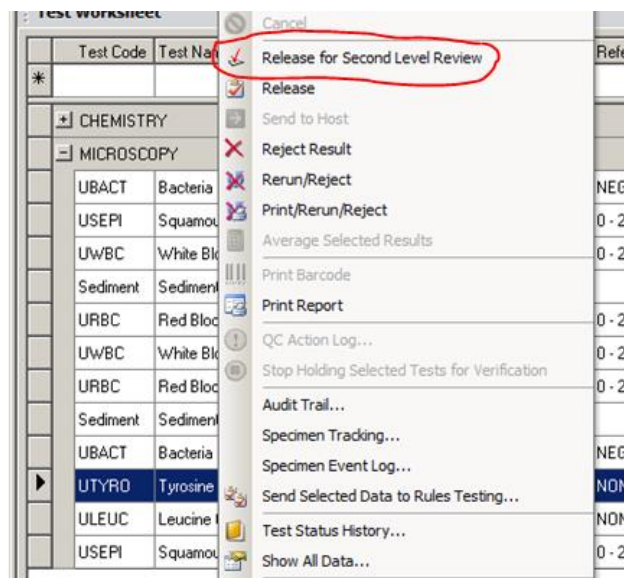 Test Worksheet
Cancel
Test Code Test Nam Refe
Release for Second Level Review
*
Release
+ CHEMISTRY
Send to Host
- MICROSCOPY
Reject Result
UBACT Bacteria NEG
Rerun/Reject
USEPI Squamou 0 - 2
Print/Rerun/Reject
UWBC White Blo 0 - 2
Average Selected Results
Sediment Sediment
Print Barcode
Print Report
URBC Red Bloo 0 - 2
QC Action Log...
UWBC White Blo 0 - 2
Stop Holding Selected Tests for Verification
URBC Red Bloo 0 - 2
Audit Trail...
Sediment Sediment
Specimen Tracking...
UBACT Bacteria NEG
Specimen Event Log...
UTYRO Tyrosine NON
Send Selected Data to Rules Testing...
ULEUC Leucine NON
Test Status History...
USEPI Squamou 0 - 2
Show All Data...